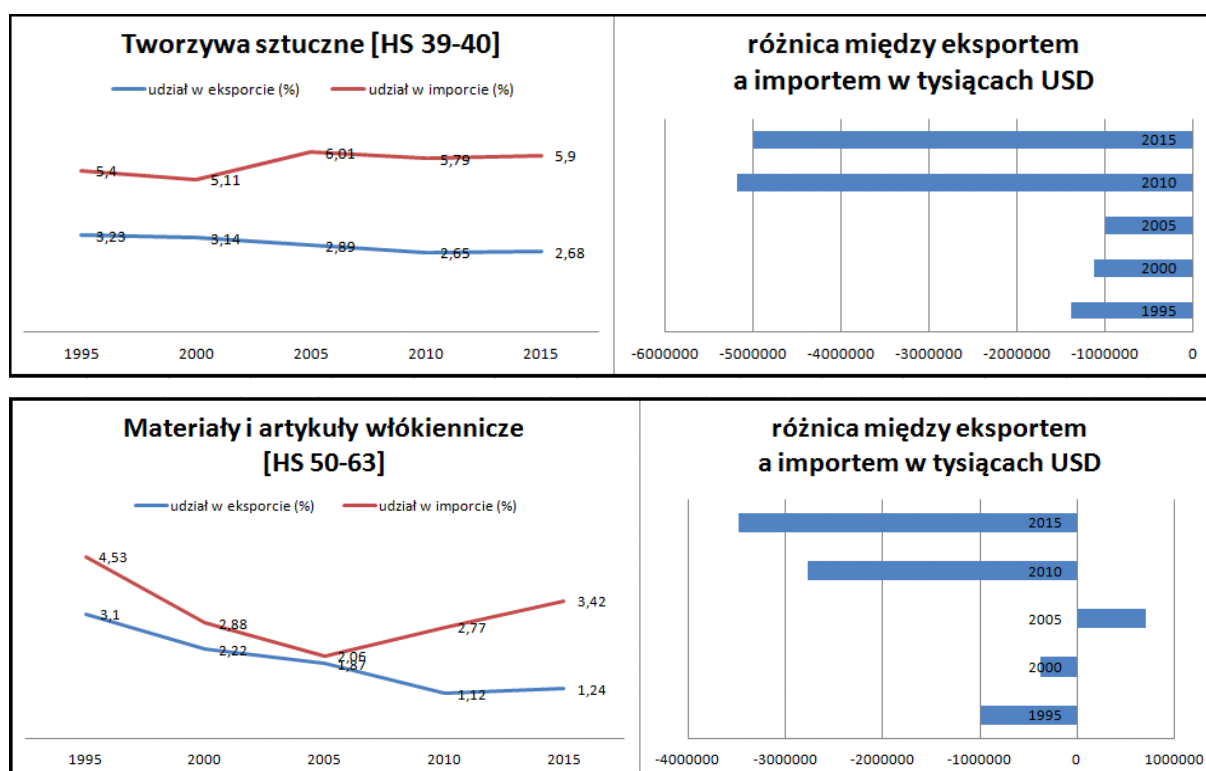 Tworzywa sztuczne [HS 39-40]
udział w eksporcie (%) udział w imporcie (%)
6,01
5,79
5,9
5,4
5,11
3,23
3,14
2,89
2,65
2,68
1995 2000 2005 2010 2015
różnica między eksportem
a importem w tysiącach USD
2015
2010
2005
2000
1995
-6000000 -5000000 -4000000 -3000000 -2000000 -1000000 0
Materiały i artykuły włókiennicze
[HS 50-63]
udział w eksporcie (%) udział w imporcie (%)
4,53
3,1
2,88
2,22
2,06
1,87
2,77
3,42
1,12
1,24
1995 2000 2005 2010 2015
różnica między eksportem
a importem w tysiącach USD
2015
2010
2005
2000
1995
-4000000 -3000000 -2000000 -1000000 0 1000000